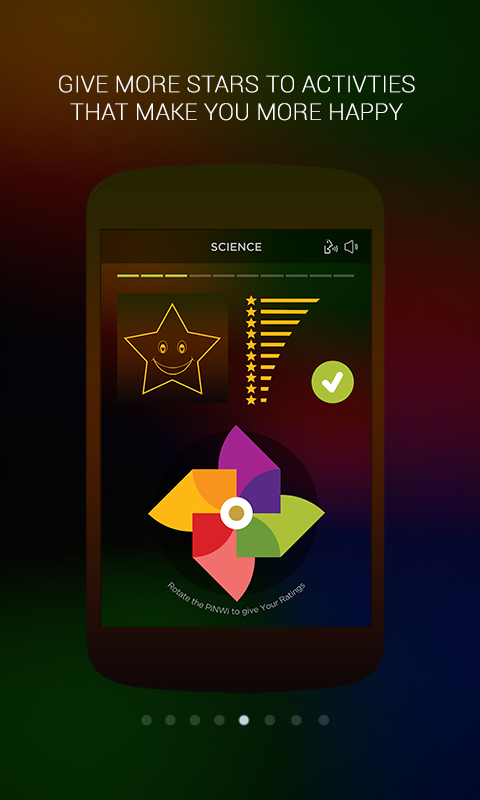 GIVE MORE STARS TO ACTIVTIES
THAT MAKE YOU MORE HAPPY
SCIENCE
Rotate the PiNWi to give Your Ratings